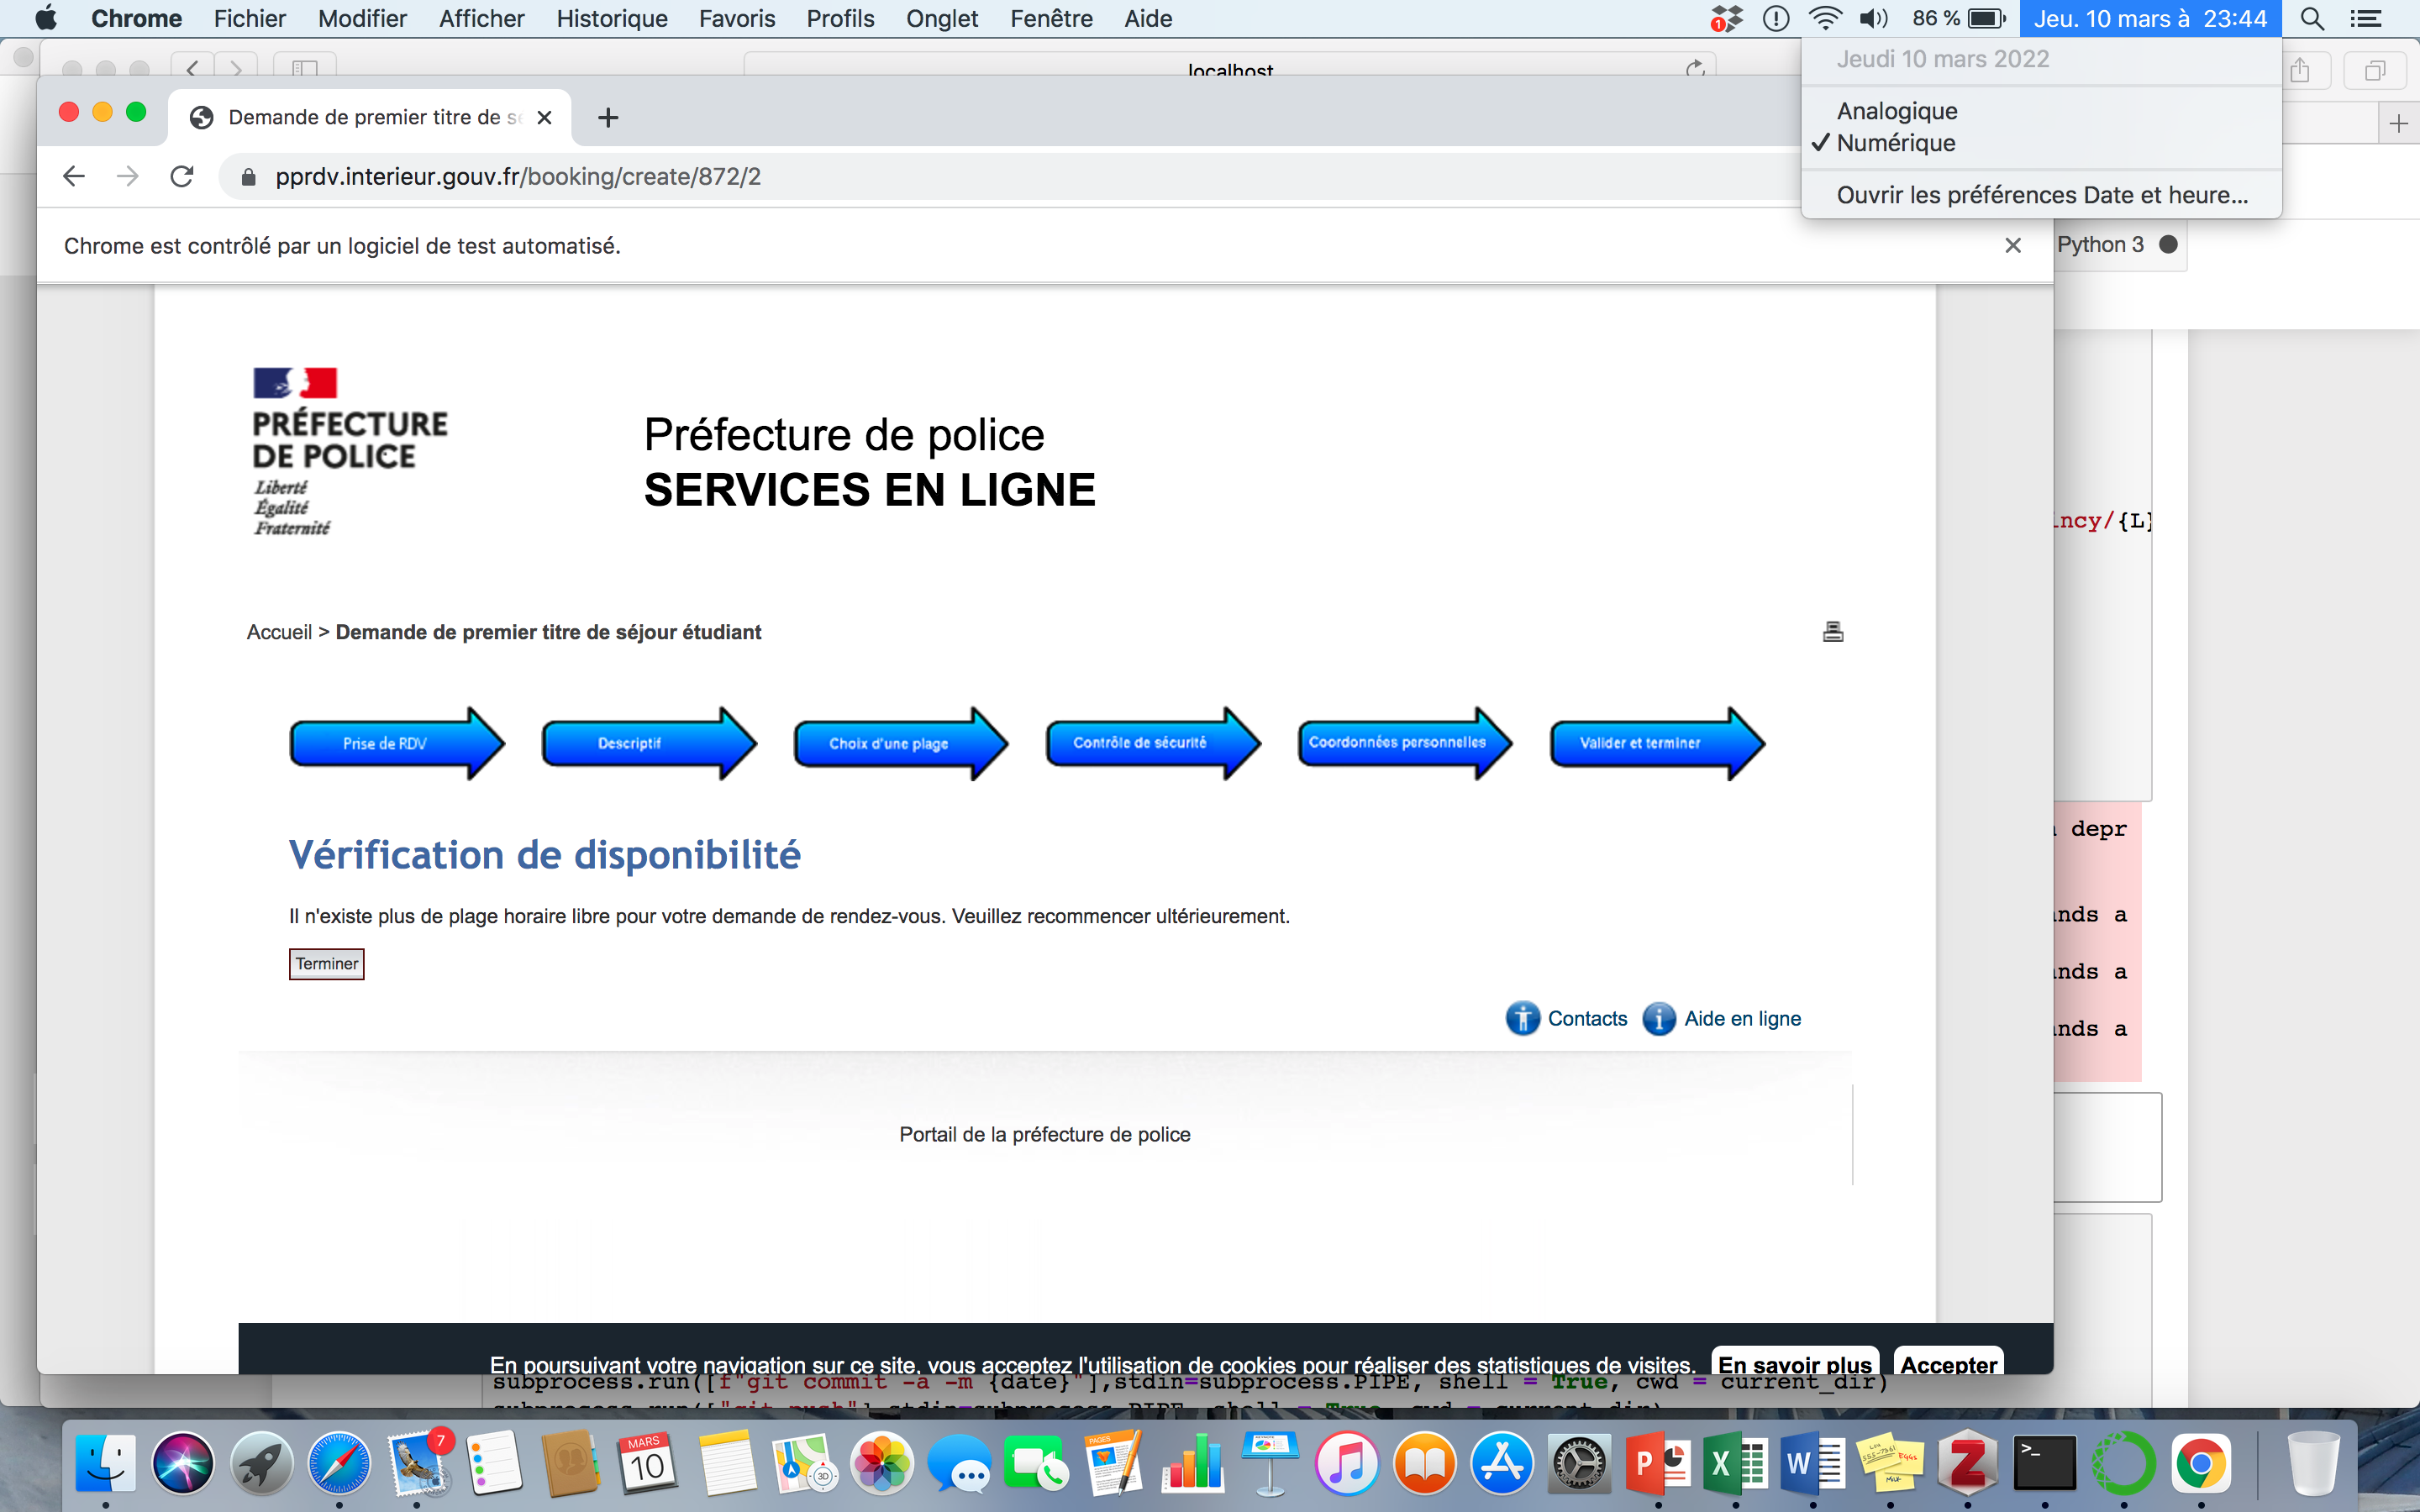 Chrome Fichier Modifier Afficher Historique Favoris Profils Onglet Fenêtre Aide 1 86 % Jeu. 10 mars à 23:44
Jeudi 10 mars 2022
Analogique
✓ Numérique
Ouvrir les préférences Date et heure...
localhost
Demande de premier titre de
pprdv.interieur.gouv.fr/booking/create/872/2
Chrome est contrôlé par un logiciel de test automatisé.
Python 3
PRÉFECTURE
DE POLICE
Liberté
Égalité
Fraternité
Préfecture de police
SERVICES EN LIGNE
ncy/{L}
Accueil > Demande de premier titre de séjour étudiant
Prise de RDV
Descriptif
Choix d'une plage
Contrôle de sécurité
Coordonnées personnelles
Valider et terminer
depr
Vérification de disponibilité
Il n'existe plus de plage horaire libre pour votre demande de rendez-vous. Veuillez recommencer ultérieurement.
nds a
Terminer
nds a
Contacts Aide en ligne
nds a
Portail de la préfecture de police
En poursuivant votre navigation sur ce site, vous acceptez l'utilisation de cookies pour réaliser des statistiques de visites. En savoir plus Accepter
subprocess.run([f"git commit -a -m {date}"],stdin=subprocess.PIPE, shell = True, cwd = current_dir)
7
MARS
10
3D
PAGES
P
X
W
Z
>_